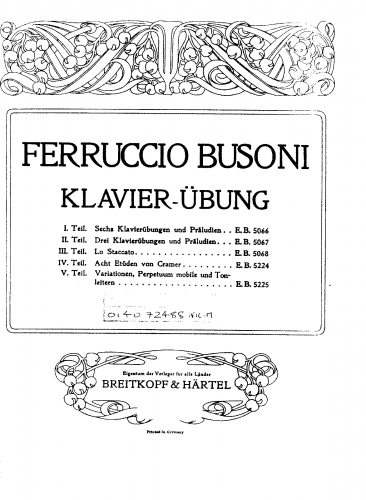 FERRUCCIO BUSONI
KLAVIER-ÜBUNG
I. Teil. Sechs Klavierübungen und Präludien . . E. B. 5066
II. Teil. Drei Klavierübungen und Präludien. . . E. B. 5067
III. Teil. Lo Staccato. . . . . . . . . . . . . . . . . . E. B. 5068
IV. Teil. Acht Etüden von Cramer. . . . . . . . . E. B. 5224
V. Teil. Variationen, Perpetuum mobile und Ton-
leitern . . . . . . . . . . . . . . . . . . . . . E. B. 5225
0140 72488
Eigentum der Verleger für alle Länder
BREITKOPF & HÄRTEL
Printed in Germany